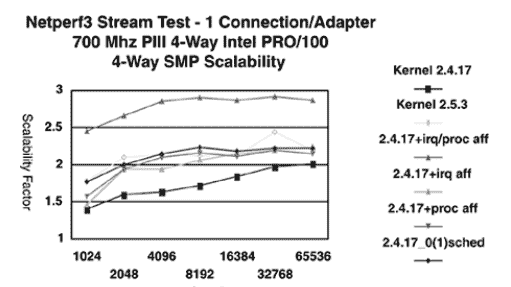 Netperf3 Stream Test - 1 Connection/Adapter
700 Mhz PIII 4-Way Intel PRO/100
4-Way SMP Scalability
Scalability Factor
3
2.5
2
1.5
1
1024
2048
4096
8192
16384
32768
65536
Kernel 2.4.17
Kernel 2.5.3
2.4.17+irq/proc aff
2.4.17+irq aff
2.4.17+proc aff
2.4.17_0(1)sched